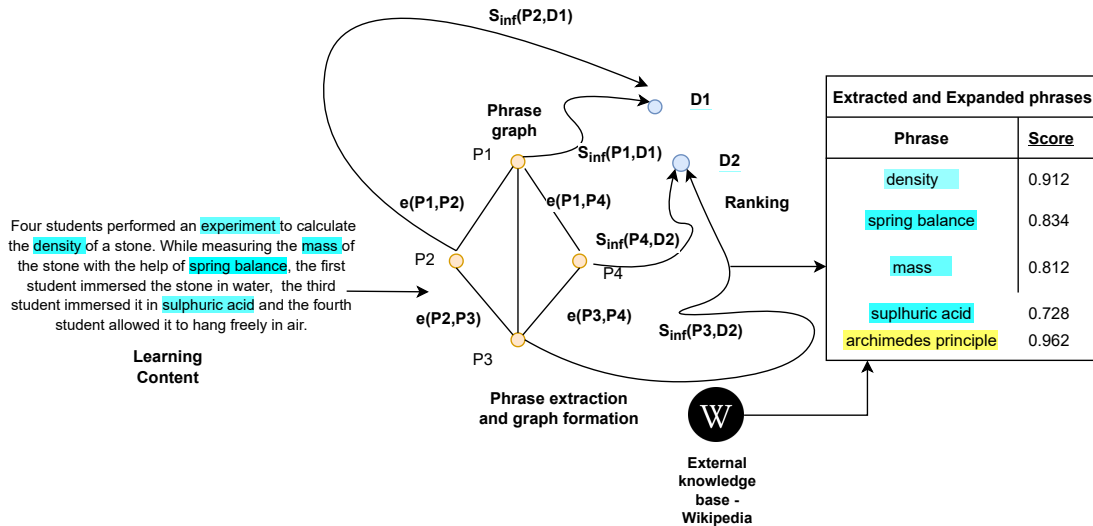 Four students performed an experiment to calculate
the density of a stone. While measuring the mass of
the stone with the help of spring balance, the first
student immersed the stone in water, the third
student immersed it in sulphuric acid and the fourth
student allowed it to hang freely in air.
Learning
Content
S_inf(P2,D1)
Phrase
graph
P1
S_inf(P1,D1)
D1
D2
e(P1,P2)
e(P1,P4)
P2
P4
S_inf(P4,D2)
Ranking
e(P2,P3)
e(P3,P4)
S_inf(P3,D2)
P3
Phrase extraction
and graph formation
W
External
knowledge
base -
Wikipedia
Extracted and Expanded phrases
Phrase Score
density 0.912
spring balance 0.834
mass 0.812
suplhuric acid 0.728
archimedes principle 0.962